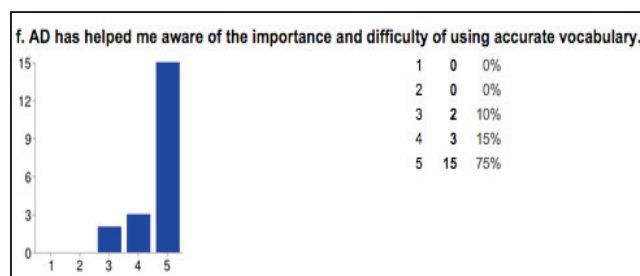 f. AD has helped me aware of the importance and difficulty of using accurate vocabulary.
15
12
9
6
3
0
1 2 3 4 5
1 0 0%
2 0 0%
3 2 10%
4 3 15%
5 15 75%